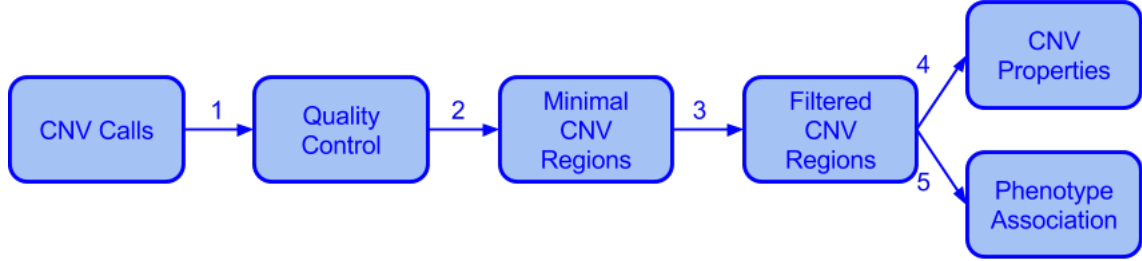 CNV Calls
1
Quality
Control
2
Minimal
CNV
Regions
3
Filtered
CNV
Regions
4
CNV
Properties
5
Phenotype
Association